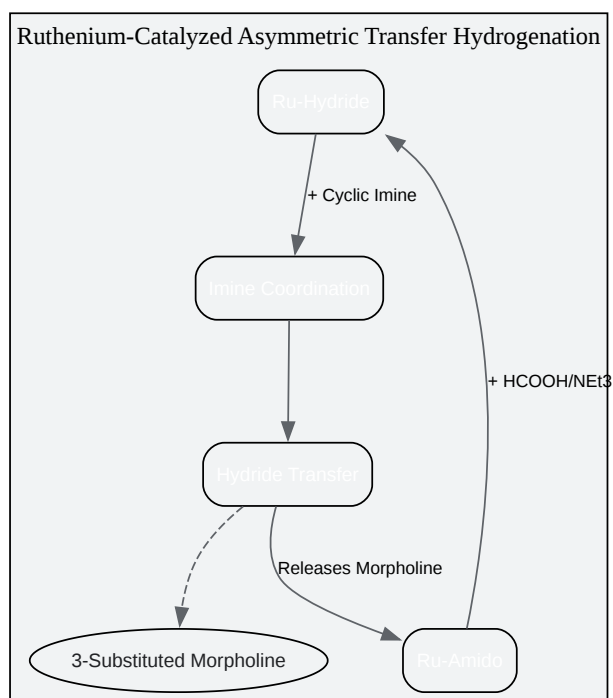 Ruthenium-Catalyzed Asymmetric Transfer Hydrogenation
Ru-Hydride
+ Cyclic Imine
Imine Coordination
+ HCOOH/NEt3
Hydride Transfer
Releases Morpholine
3-Substituted Morpholine
Ru-Amido